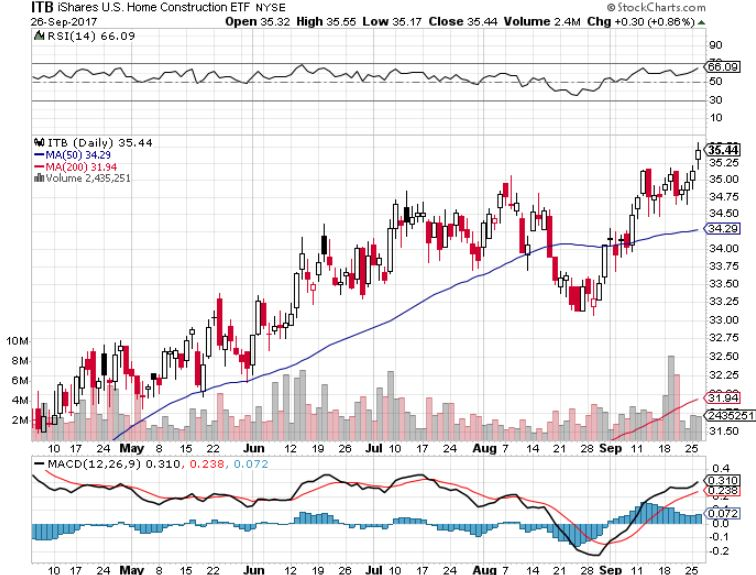 ITB iShares U.S. Home Construction ETF NYSE © StockCharts.com
26-Sep-2017 Open 35.32 High 35.55 Low 35.17 Close 35.44 Volume 2.4M Chg +0.30 (+0.86%)
RSI(14) 66.09
90
66.09
50
30
10
ITB (Daily) 35.44
MA(50) 34.29
MA(200) 31.94
Volume 2,435,251
35.44
35.25
35.00
34.75
34.50
34.29
34.00
33.75
33.50
33.25
33.00
32.75
10M 32.50
8M
6M 32.25
4M 31.94
2M 2435251
31.50
10 17 24 May 8 15 22 Jun 12 19 26 Jul 10 17 24 Aug 7 14 21 28 Sep 11 18 25
MACD(12,26,9) 0.310, 0.238, 0.072
0.4
0.310
0.238
0.072
0.0
-0.1
-0.2
10 17 24 May 8 15 22 Jun 12 19 26 Jul 10 17 24 Aug 7 14 21 28 Sep 11 18 25